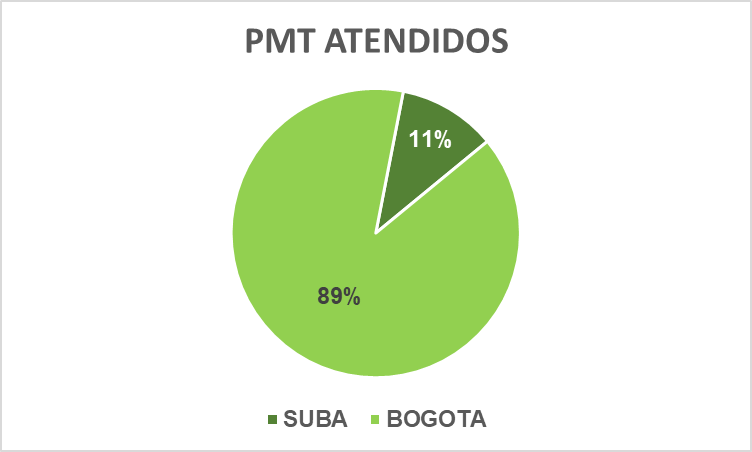 PMT ATENDIDOS
11%
89%
SUBA BOGOTA